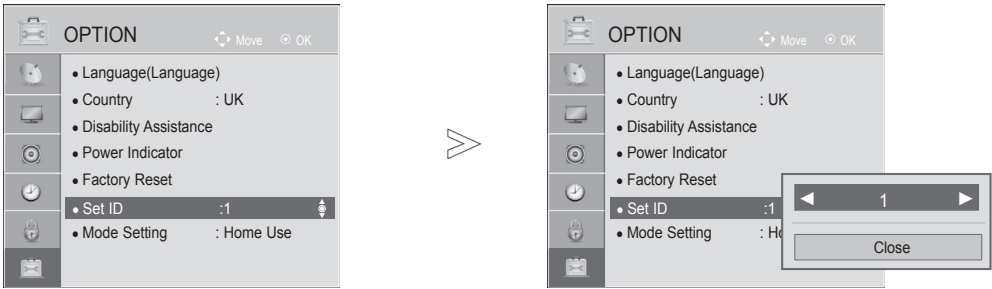 OPTION
Move OK
• Language(Language)
• Country : UK
• Disability Assistance
• Power Indicator
• Factory Reset
• Set ID :1
• Mode Setting : Home Use
OPTION
Move OK
• Language(Language)
• Country : UK
• Disability Assistance
• Power Indicator
• Factory Reset
• Set ID :1
• Mode Setting : Ho
◄ 1 ►
Close